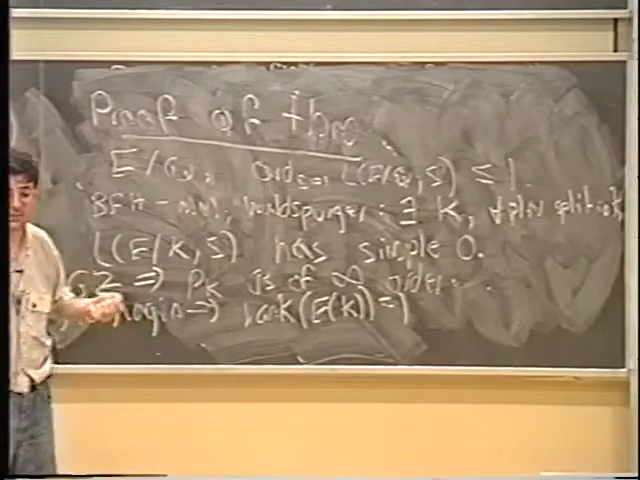 Proof of thm
E/Q, ord_{s=1} L(E/Q,s) ≤ 1.
BFH - MM, Waldspurger: ∃ K, ∀ p|N split in K,
L(E/K,s) has simple 0.
GZ ⇒ P_K is of ∞ order.
→ rank(E(K)) = 1